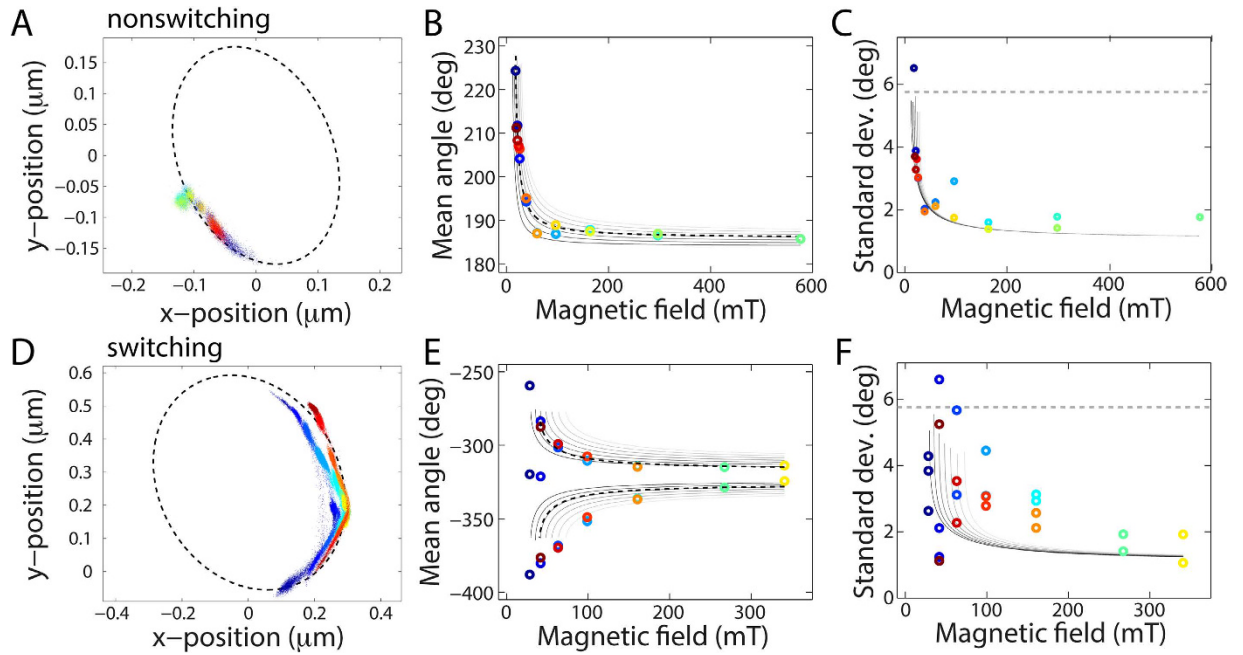 A nonswitching
y−position (μm)
0.15
0.1
0.05
0
−0.05
−0.1
−0.15
−0.2 −0.1 0 0.1 0.2
x−position (μm)
B
Mean angle (deg)
230
220
210
200
190
180
0 200 400 600
Magnetic field (mT)
C
Standard dev. (deg)
6
4
2
0
0 200 400 600
Magnetic field (mT)
D switching
y−position (μm)
0.6
0.5
0.4
0.3
0.2
0.1
0
−0.4 −0.2 0 0.2 0.4
x−position (μm)
E
Mean angle (deg)
−250
−300
−350
−400
0 100 200 300
Magnetic field (mT)
F
Standard dev. (deg)
6
4
2
0
0 100 200 300
Magnetic field (mT)